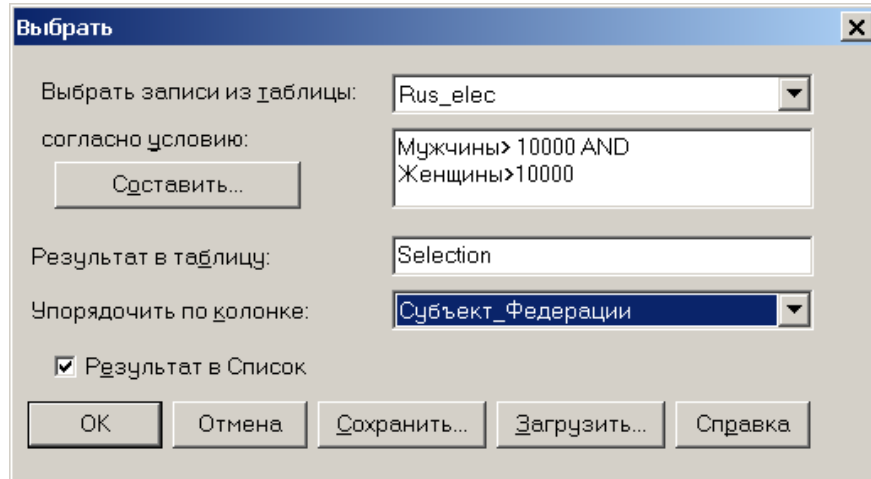 Выбрать
Выбрать записи из таблицы:
Rus_elec
согласно условию:
Мужчины> 10000 AND
Женщины>10000
Составить...
Результат в таблицу:
Selection
Упорядочить по колонке:
Субъект_Федерации
Результат в Список
OK
Отмена
Сохранить...
Загрузить...
Справка